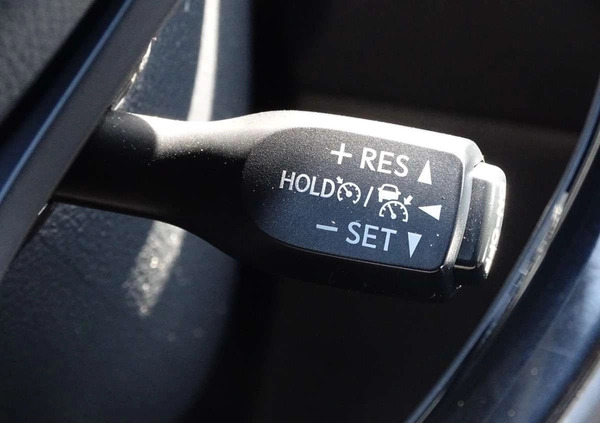 + RES ▲
HOLD / ◀
− SET ▼